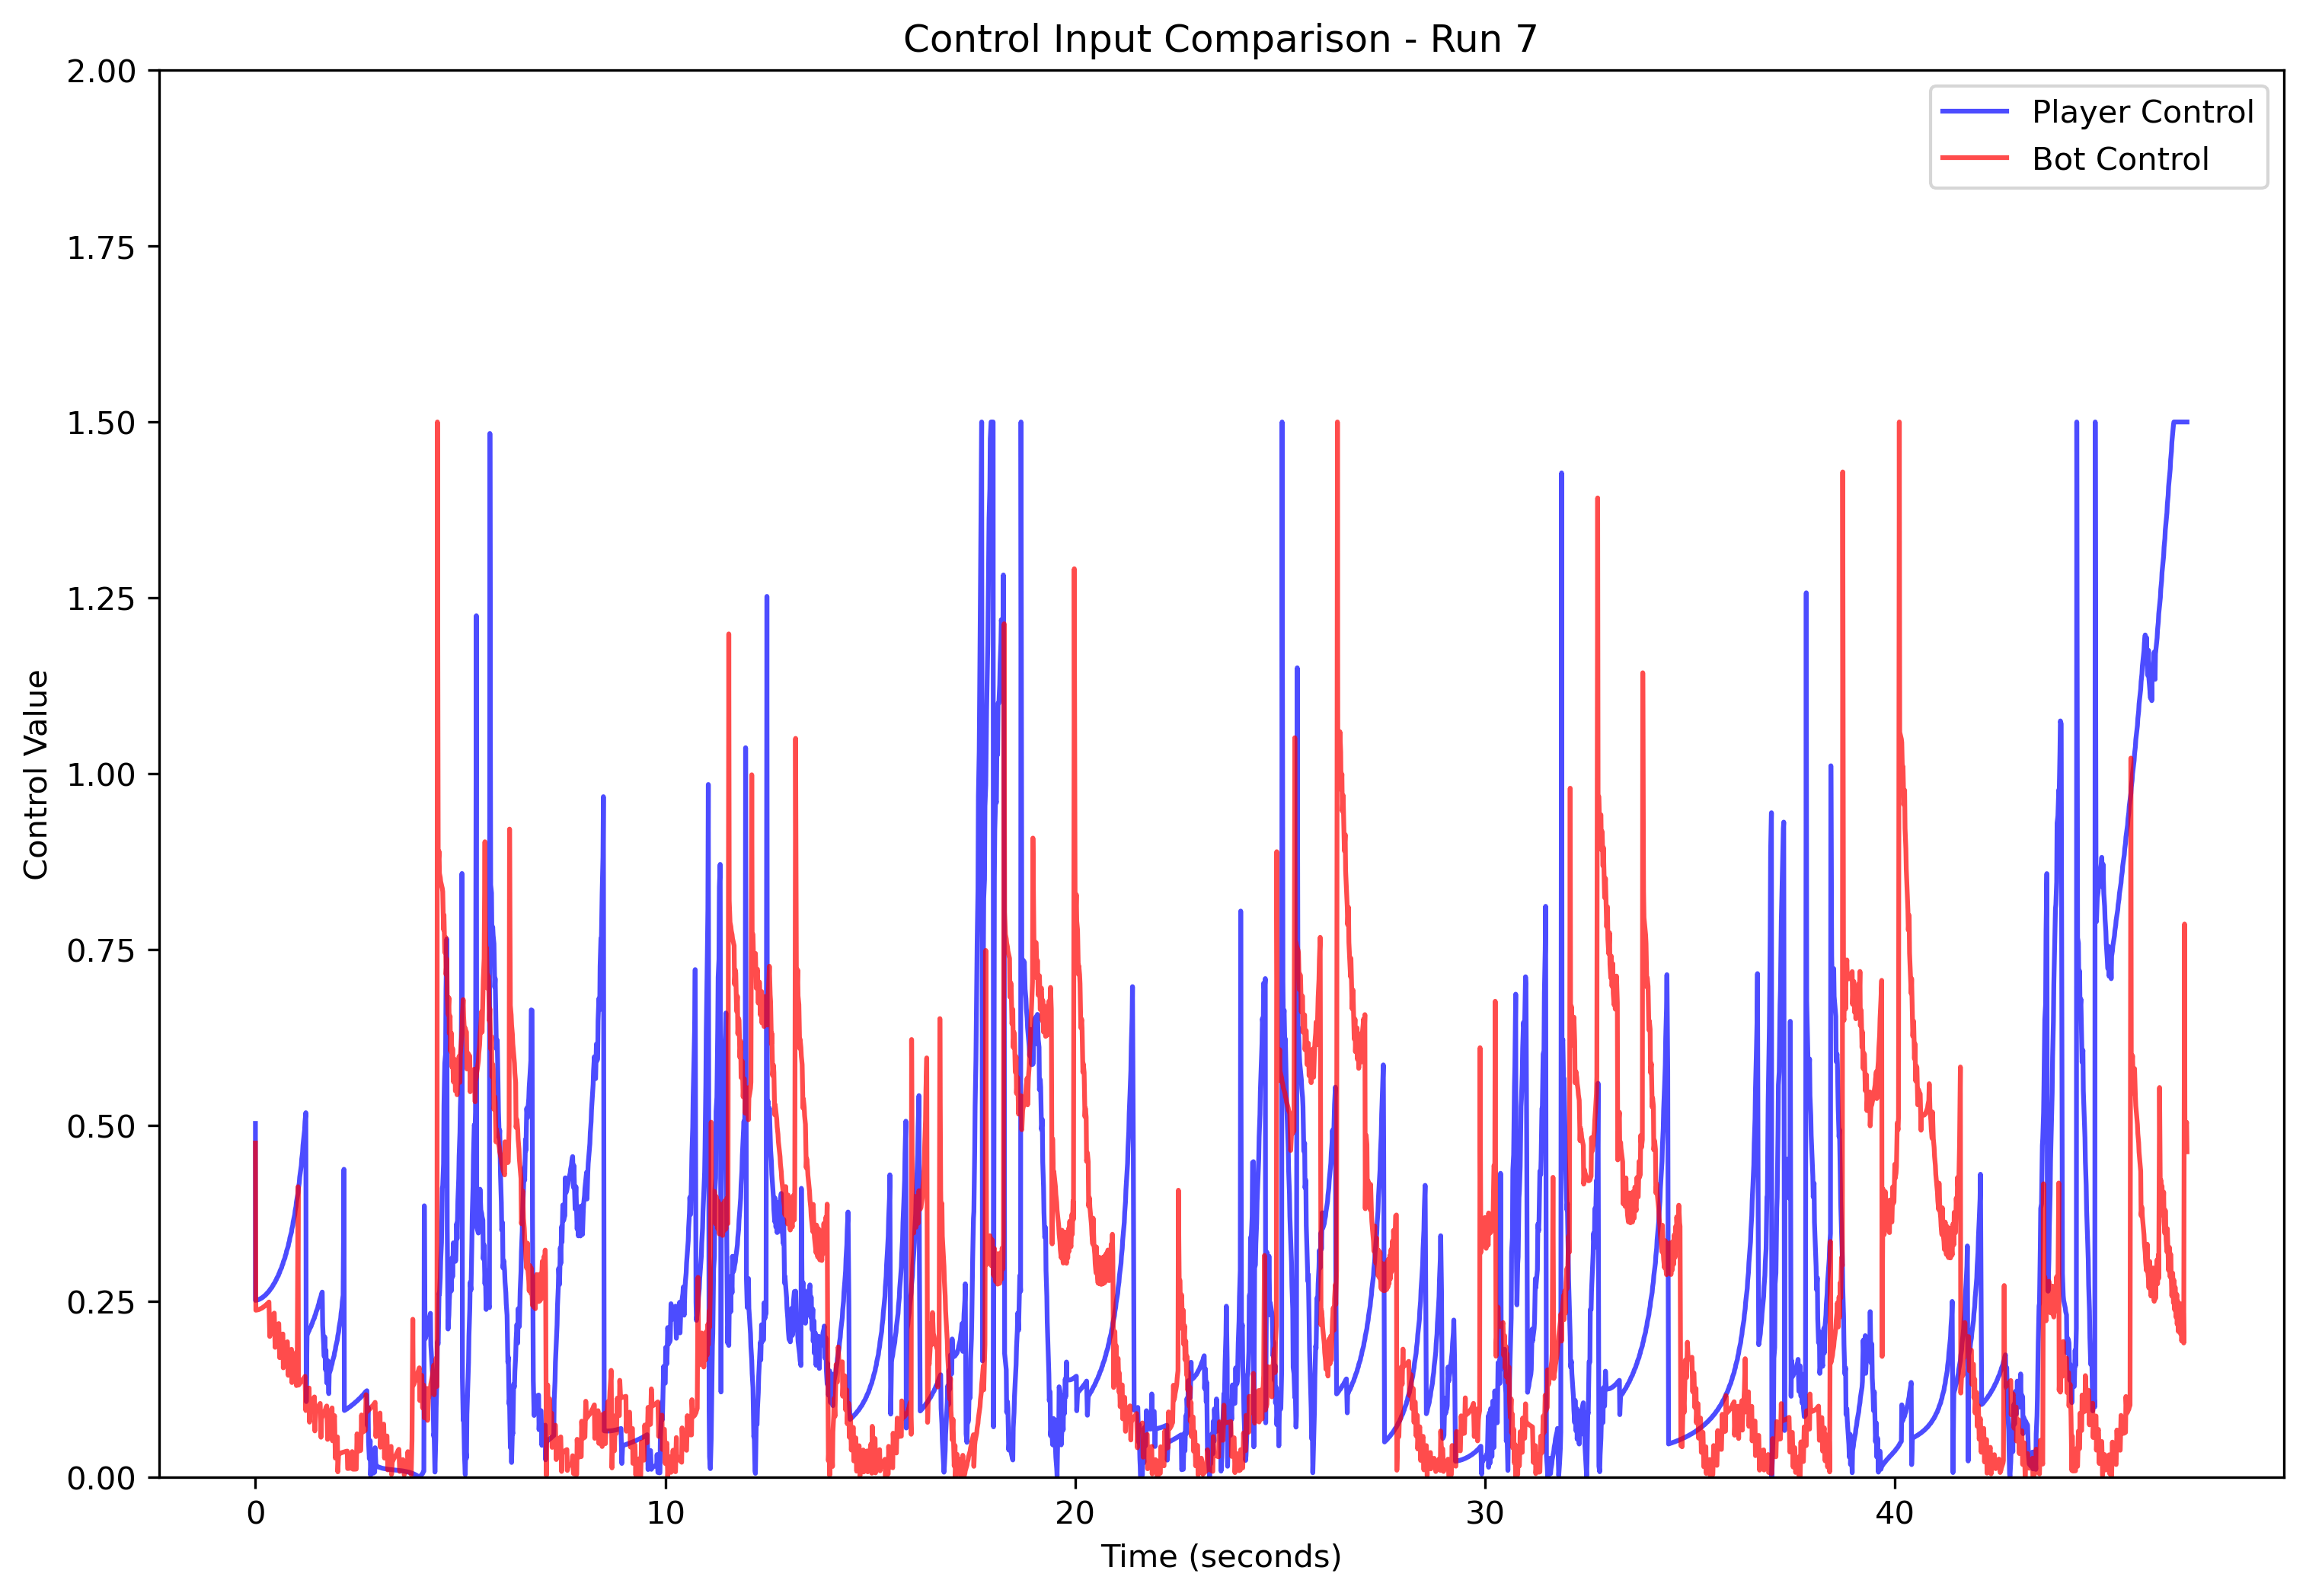 Control Input Comparison - Run 7
2.00
1.75
1.50
1.25
1.00
0.75
0.50
0.25
0.00
Control Value
Player Control
Bot Control
0 10 20 30 40
Time (seconds)